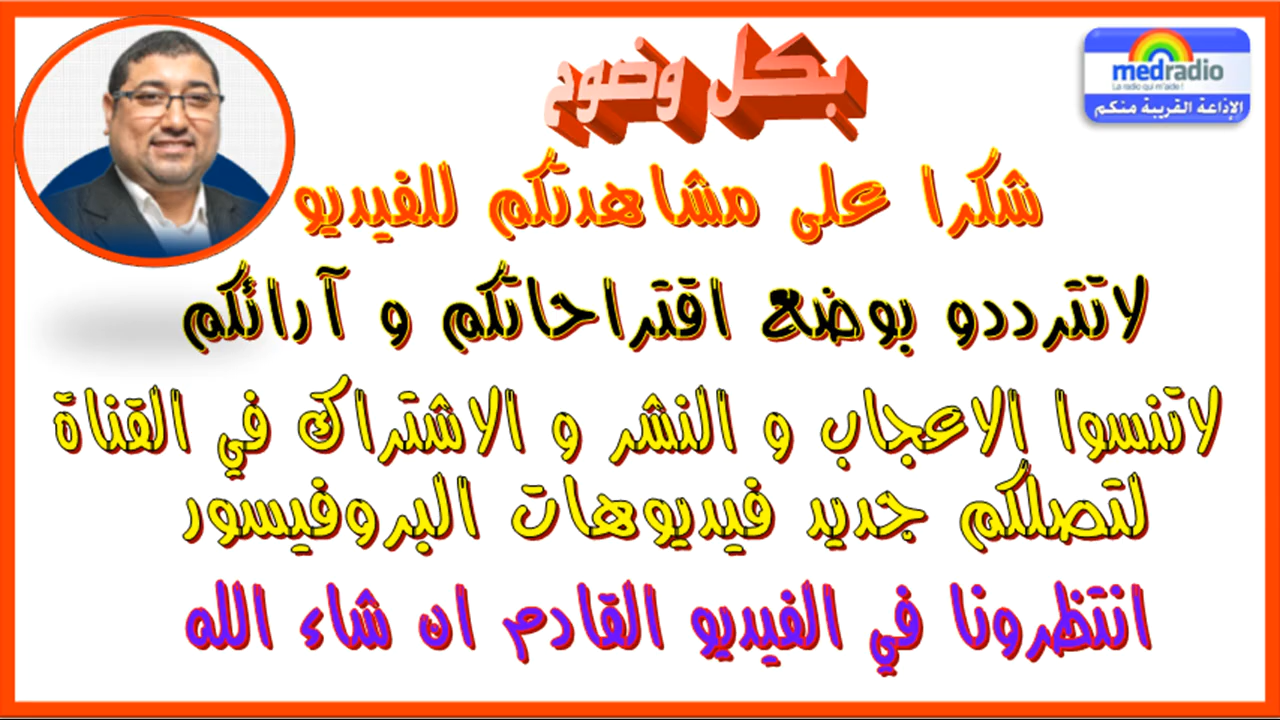 بكل وضوح
medradio
La radio qui m'aide !
الإذاعة القريبة منكم
شكرا على مشاهدتكم للفيديو
لاتترددو بوضع اقتراحاتكم و آرائكم
لاتنسوا الاعجاب و النشر و الاشتراك في القناة
لتصلكم جديد فيديوهات البروفيسور
انتظرونا في الفيديو القادم ان شاء الله